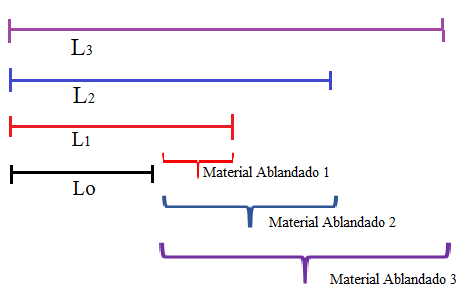 L3
L2
L1
Lo
Material Ablandado 1
Material Ablandado 2
Material Ablandado 3